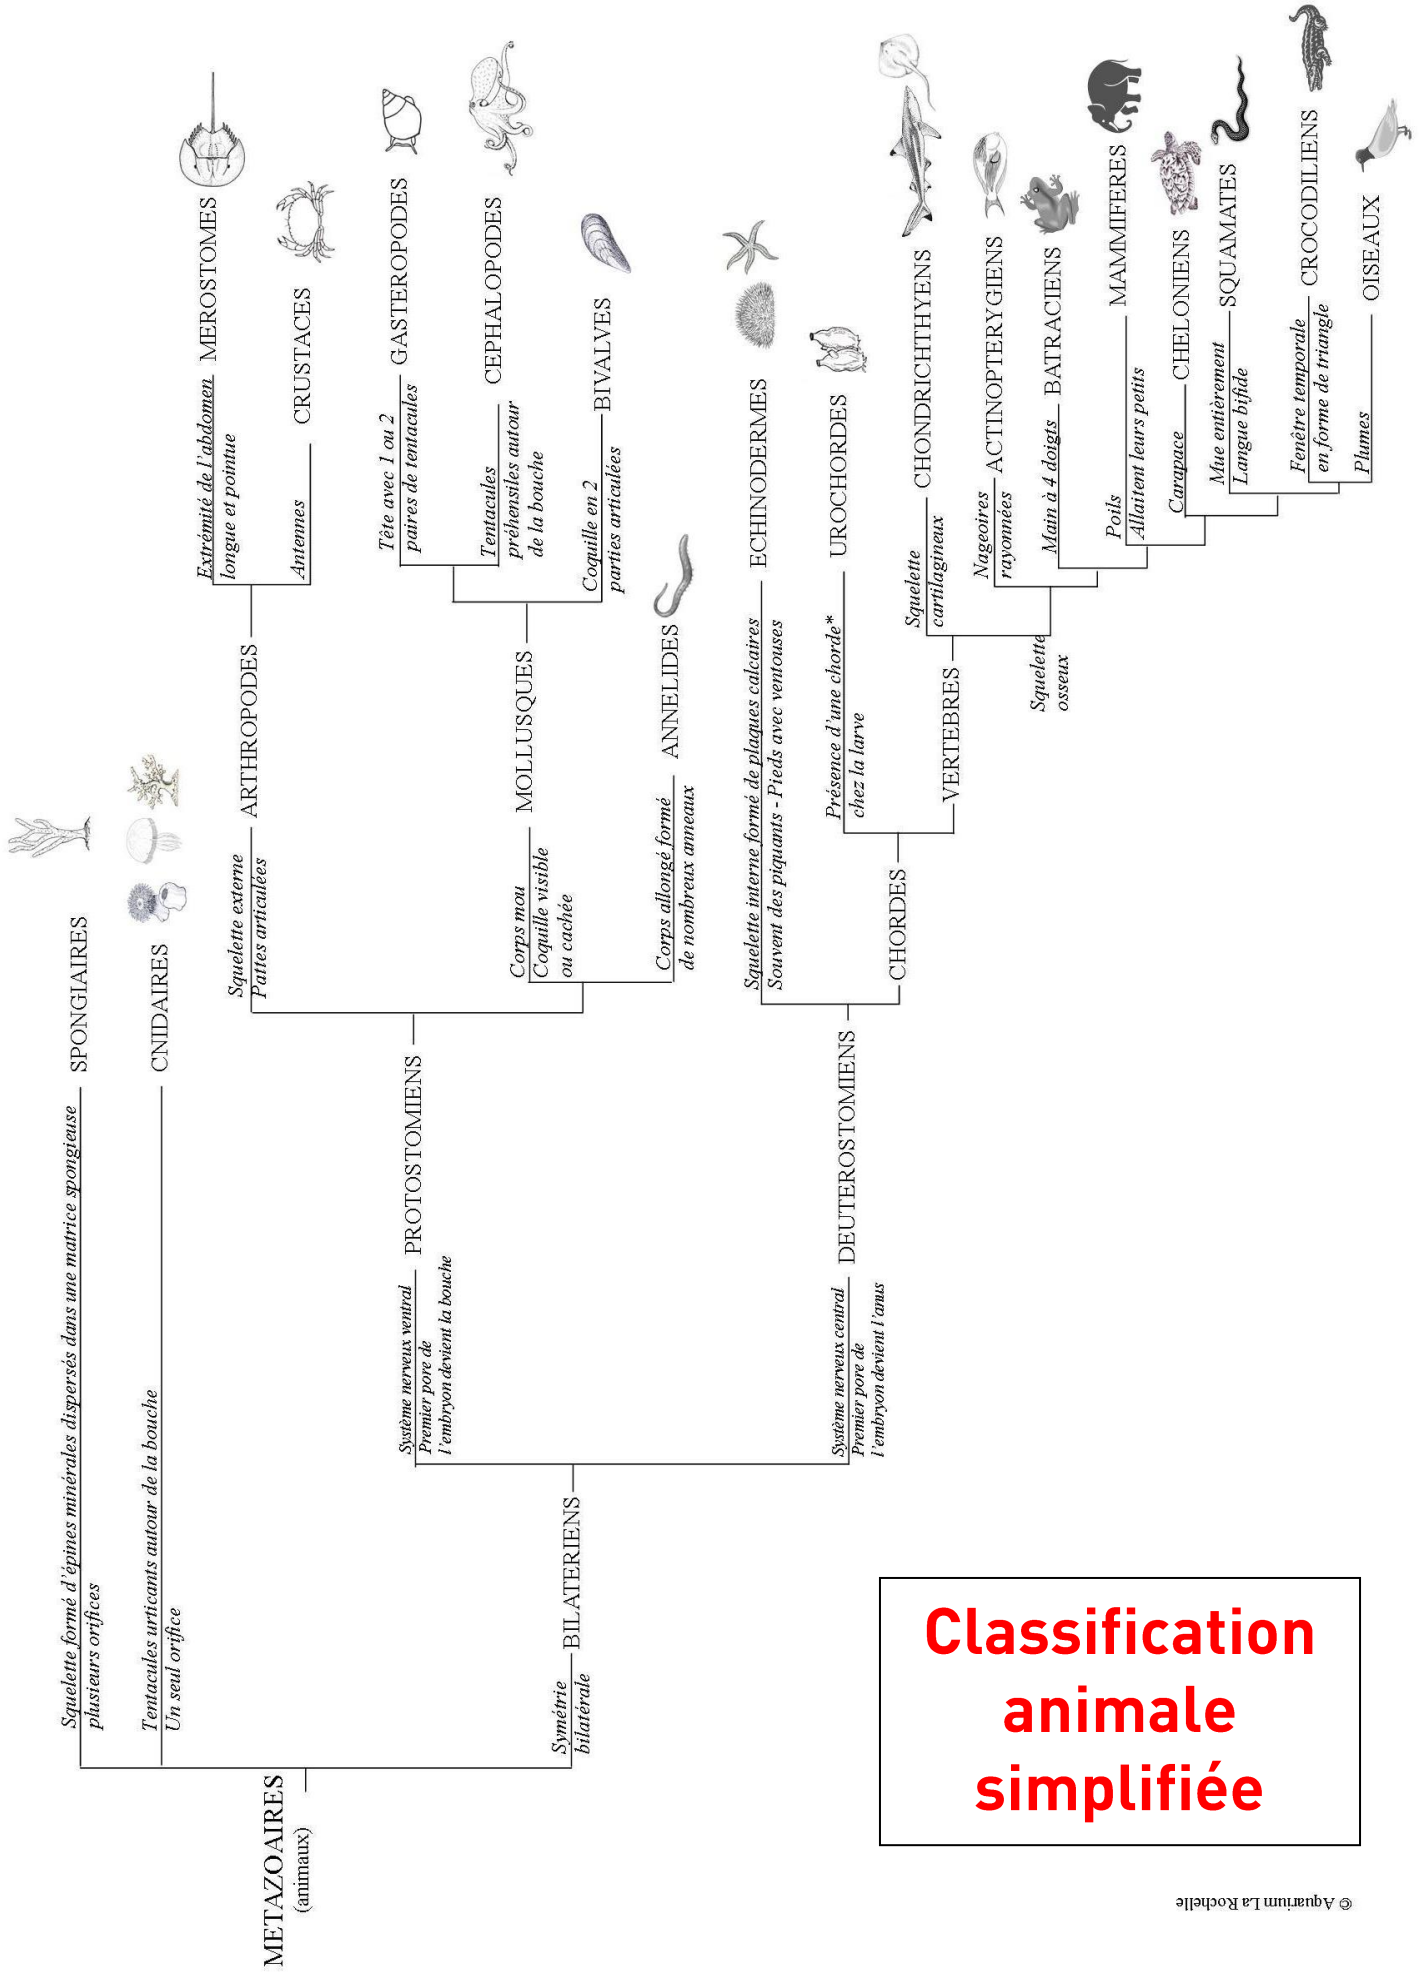 METAZOAIRES
(animaux)
Squelette formé d'épines minérales dispersés dans une matrice spongieuse
plusieurs orifices
SPONGIAIRES
Tentacules urticants autour de la bouche
Un seul orifice
CNIDAIRES
Symétrie
bilatérale
BILATERIENS
Système nerveux ventral
Premier pore de
l'embryon devient la bouche
PROTOSTOMIENS
Squelette externe
Pattes articulées
ARTHROPODES
Extrémité de l'abdomen
longue et pointue
MEROSTOMES
Antennes
CRUSTACES
Corps mou
Coquille visible
ou cachée
MOLLUSQUES
Tête avec 1 ou 2
paires de tentacules
GASTEROPODES
Tentacules
préhensiles autour
de la bouche
CEPHALOPODES
Coquille en 2
parties articulées
BIVALVES
Corps allongé formé
de nombreux anneaux
ANNELIDES
Système nerveux central
Premier pore de
l'embryon devient l'anus
DEUTEROSTOMIENS
Squelette interne formé de plaques calcaires
Souvent des piquants - Pieds avec ventouses
ECHINODERMES
CHORDES
Présence d'une chorde*
chez la larve
UROCHORDES
VERTEBRES
Squelette
cartilagineux
CHONDRICHTHYENS
Squelette
osseux
Nageoires
rayonnées
ACTINOPTERYGIENS
Main à 4 doigts
BATRACIENS
Poils
Allaitent leurs petits
MAMMIFERES
Carapace
CHELONIENS
Mue entièrement
Langue bifide
SQUAMATES
Fenêtre temporale
en forme de triangle
CROCODILIENS
Plumes
OISEAUX
Classification
animale
simplifiée
© Aquarium La Rochelle